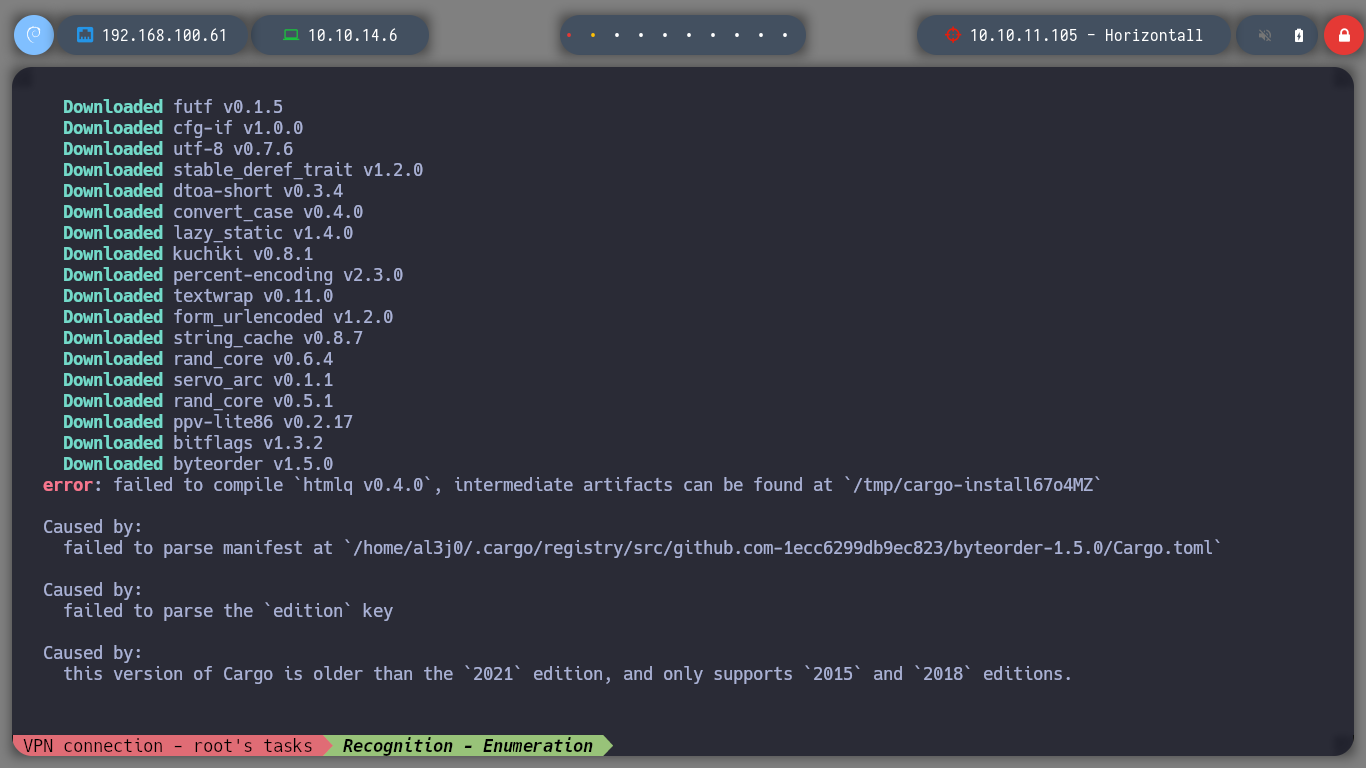 192.168.100.61
10.10.14.6
10.10.11.105 - Horizontall
Downloaded futf v0.1.5
Downloaded cfg-if v1.0.0
Downloaded utf-8 v0.7.6
Downloaded stable_deref_trait v1.2.0
Downloaded dtoa-short v0.3.4
Downloaded convert_case v0.4.0
Downloaded lazy_static v1.4.0
Downloaded kuchiki v0.8.1
Downloaded percent-encoding v2.3.0
Downloaded textwrap v0.11.0
Downloaded form_urlencoded v1.2.0
Downloaded string_cache v0.8.7
Downloaded rand_core v0.6.4
Downloaded servo_arc v0.1.1
Downloaded rand_core v0.5.1
Downloaded ppv-lite86 v0.2.17
Downloaded bitflags v1.3.2
Downloaded byteorder v1.5.0
error: failed to compile `htmlq v0.4.0`, intermediate artifacts can be found at `/tmp/cargo-install67o4MZ`
Caused by:
failed to parse manifest at `/home/al3j0/.cargo/registry/src/github.com-1ecc6299db9ec823/byteorder-1.5.0/Cargo.toml`
Caused by:
failed to parse the `edition` key
Caused by:
this version of Cargo is older than the `2021` edition, and only supports `2015` and `2018` editions.
VPN connection - root's tasks Recognition - Enumeration